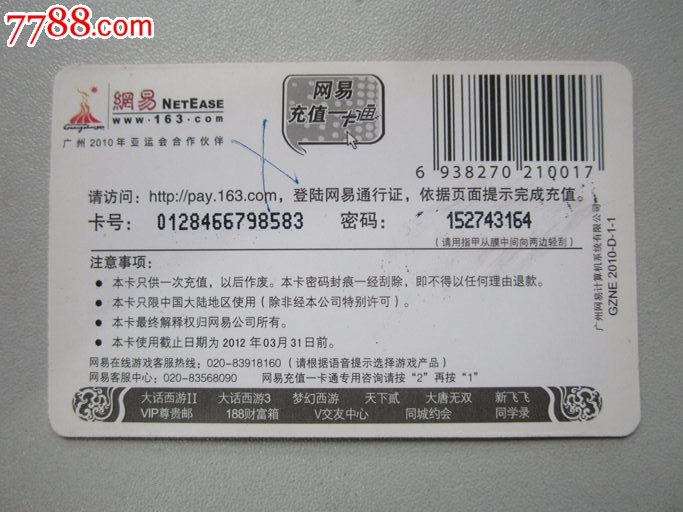 7788.com
網易 NETEASE
www.163.com
广州2010年亚运会合作伙伴
网易
充值一卡通
6 938270 210017
请访问：http://pay.163.com，登陆网易通行证，依据页面提示完成充值。
卡号：0128466798583 密码：152743164
（请用指甲从膜中间向两边轻刮）
注意事项：
● 本卡只供一次充值，以后作废。本卡密码封痕一经刮除，即不得以任何理由退款。
● 本卡只限中国大陆地区使用（除非经本公司特别许可）。
● 本卡最终解释权归网易公司所有。
● 本卡使用截止日期为2012年03月31日前。
网易在线游戏客服热线：020-83918160（请根据语音提示选择游戏产品）
网易客服中心：020-83568090 网易充值一卡通专用咨询请按“2”再按“1”
大话西游II 大话西游3 梦幻西游 天下贰 大唐无双 新飞飞
VIP尊贵邮 188财富箱 V交友中心 同城约会 同学录
广州网易计算机系统有限公司
GZNE 2010-D-1-1